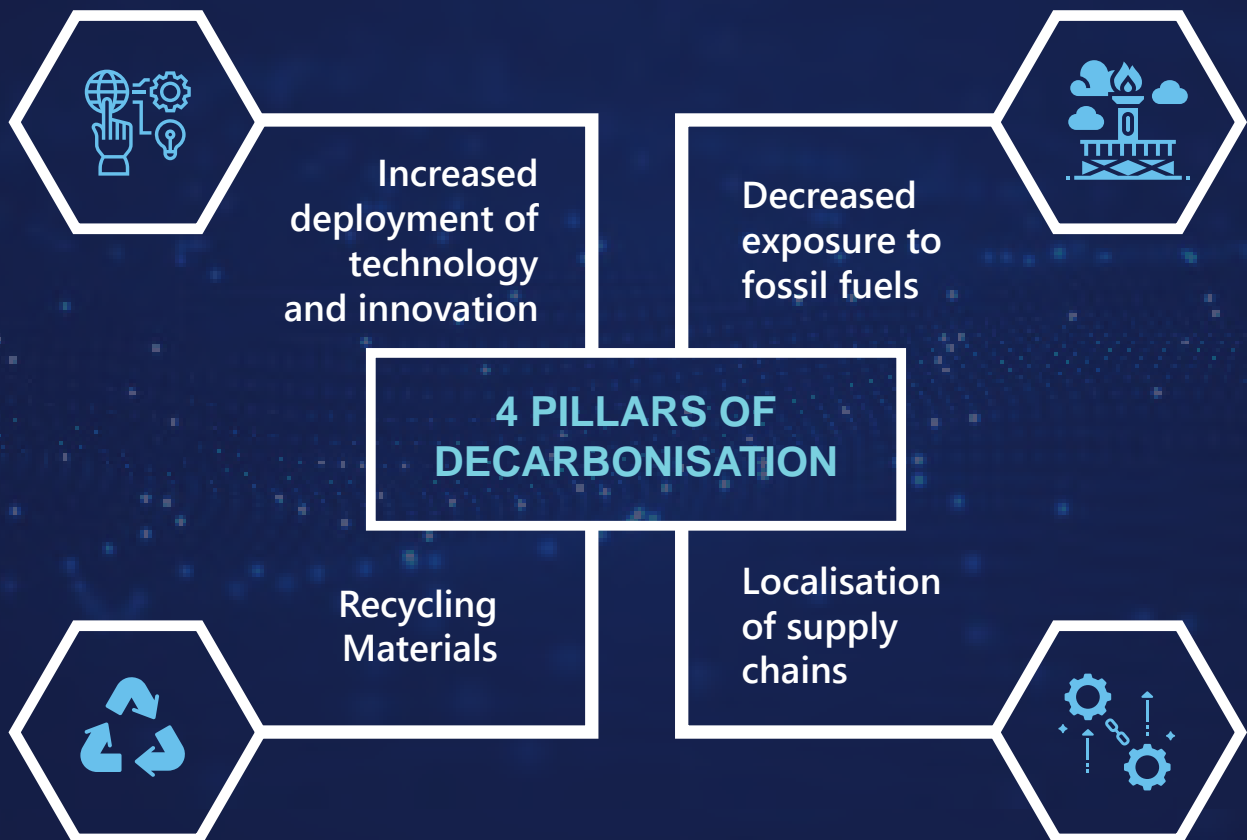 Increased
deployment of
technology
and innovation
Decreased
exposure to
fossil fuels
4 PILLARS OF
DECARBONISATION
Recycling
Materials
Localisation
of supply
chains